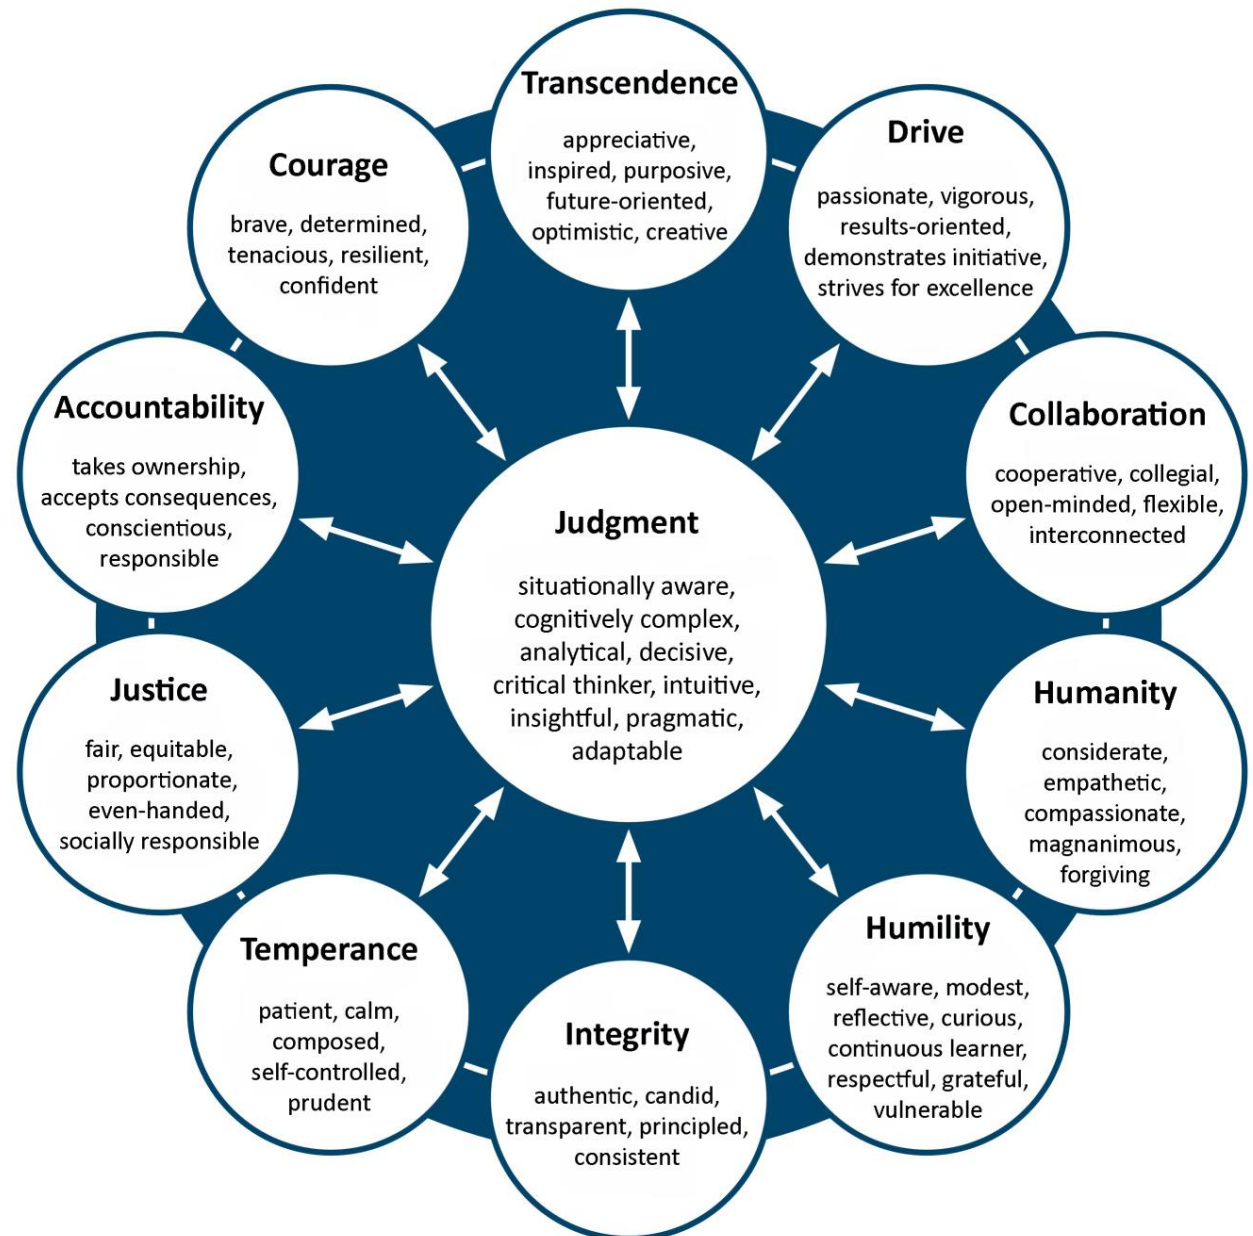 Transcendence
appreciative,
inspired, purposive,
future-oriented,
optimistic, creative
Drive
passionate, vigorous,
results-oriented,
demonstrates initiative,
strives for excellence
Collaboration
cooperative, collegial,
open-minded, flexible,
interconnected
Humanity
considerate,
empathetic,
compassionate,
magnanimous,
forgiving
Humility
self-aware, modest,
reflective, curious,
continuous learner,
respectful, grateful,
vulnerable
Integrity
authentic, candid,
transparent, principled,
consistent
Temperance
patient, calm,
composed,
self-controlled,
prudent
Justice
fair, equitable,
proportionate,
even-handed,
socially responsible
Accountability
takes ownership,
accepts consequences,
conscientious,
responsible
Courage
brave, determined,
tenacious, resilient,
confident
Judgment
situationally aware,
cognitively complex,
analytical, decisive,
critical thinker, intuitive,
insightful, pragmatic,
adaptable